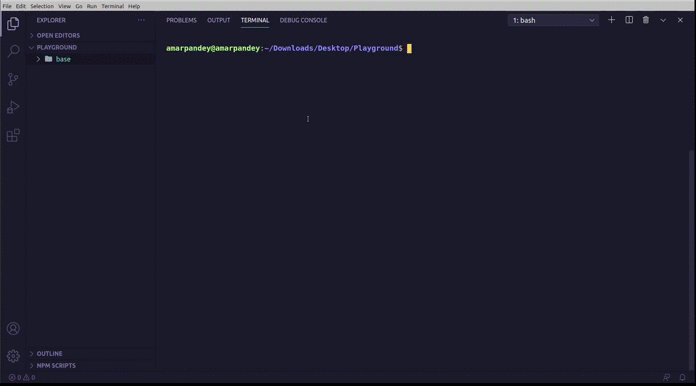 File Edit Selection View Go Run Terminal Help
EXPLORER
OPEN EDITORS
PLAYGROUND
base
OUTLINE
NPM SCRIPTS
PROBLEMS OUTPUT TERMINAL DEBUG CONSOLE
1: bash
amarpandey@amarpandey:~/Downloads/Desktop/Playground$
0 0